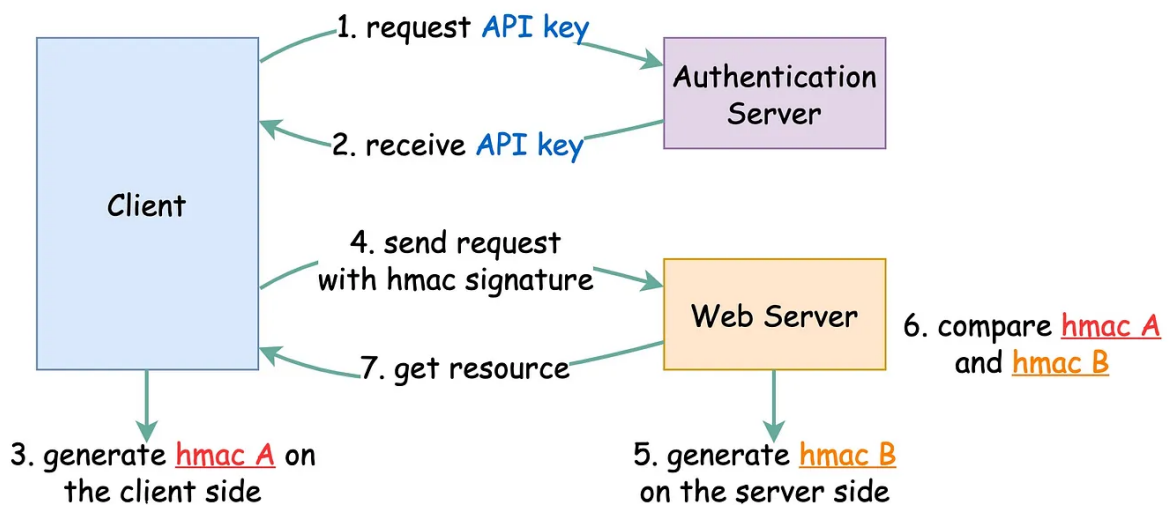 1. request API key
Authentication
Server
2. receive API key
Client
4. send request
with hmac signature
Web Server
6. compare hmac A
and hmac B
7. get resource
3. generate hmac A on
the client side
5. generate hmac B
on the server side